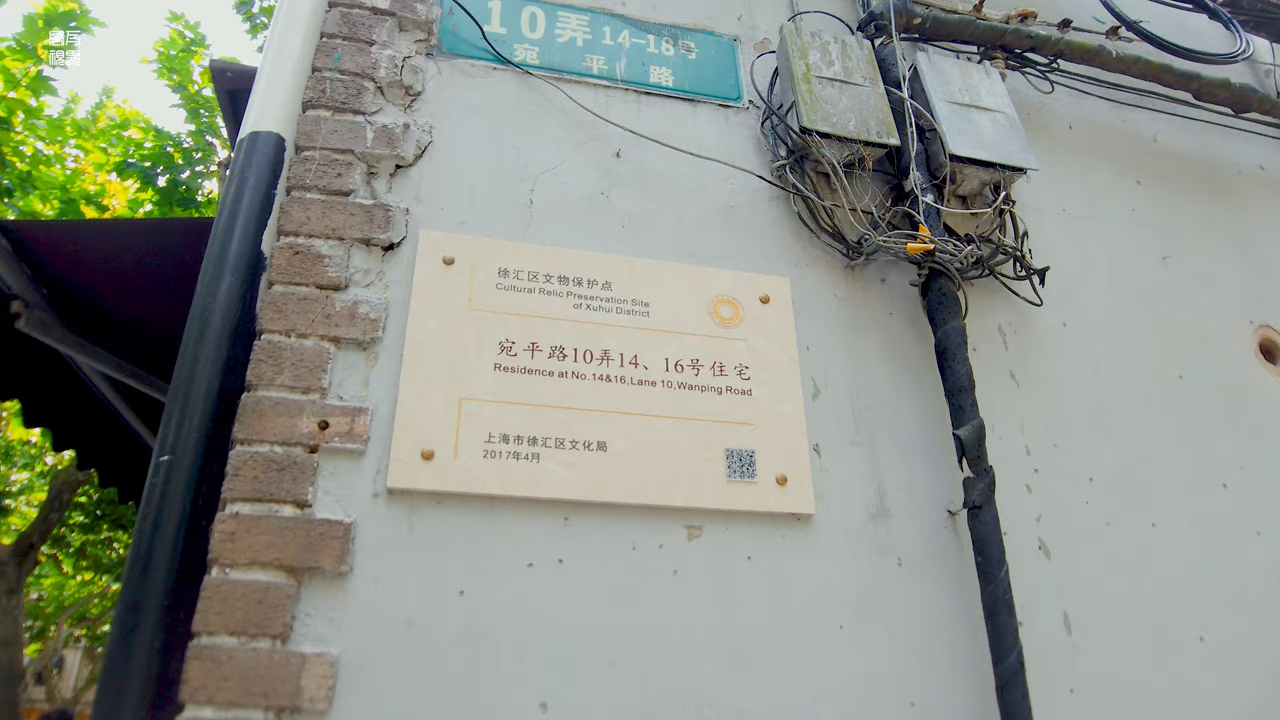 10弄 14-18号
宛平路
徐汇区文物保护点
Cultural Relic Preservation Site
of Xuhui District
宛平路10弄14、16号住宅
Residence at No.14&16,Lane 10,Wanping Road
上海市徐汇区文化局
2017年4月